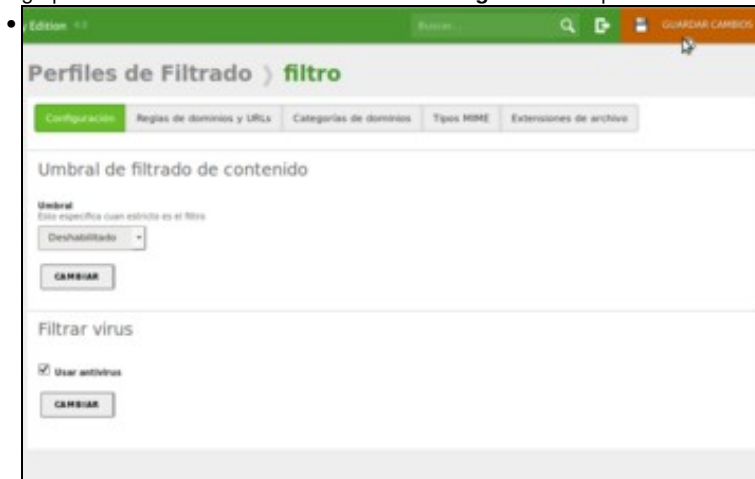 Edition 4.0
Buscar...
GUARDAR CAMBIOS
Perfiles de Filtrado filtro
Configuración Reglas de dominios y URLs Categorías de dominios Tipos MIME Extensiones de archivo
Umbral de filtrado de contenido
Umbral
Esto especifica cuan estricto es el filtro
Deshabilitado
CAMBIAR
Filtrar virus
Usar antivirus
CAMBIAR